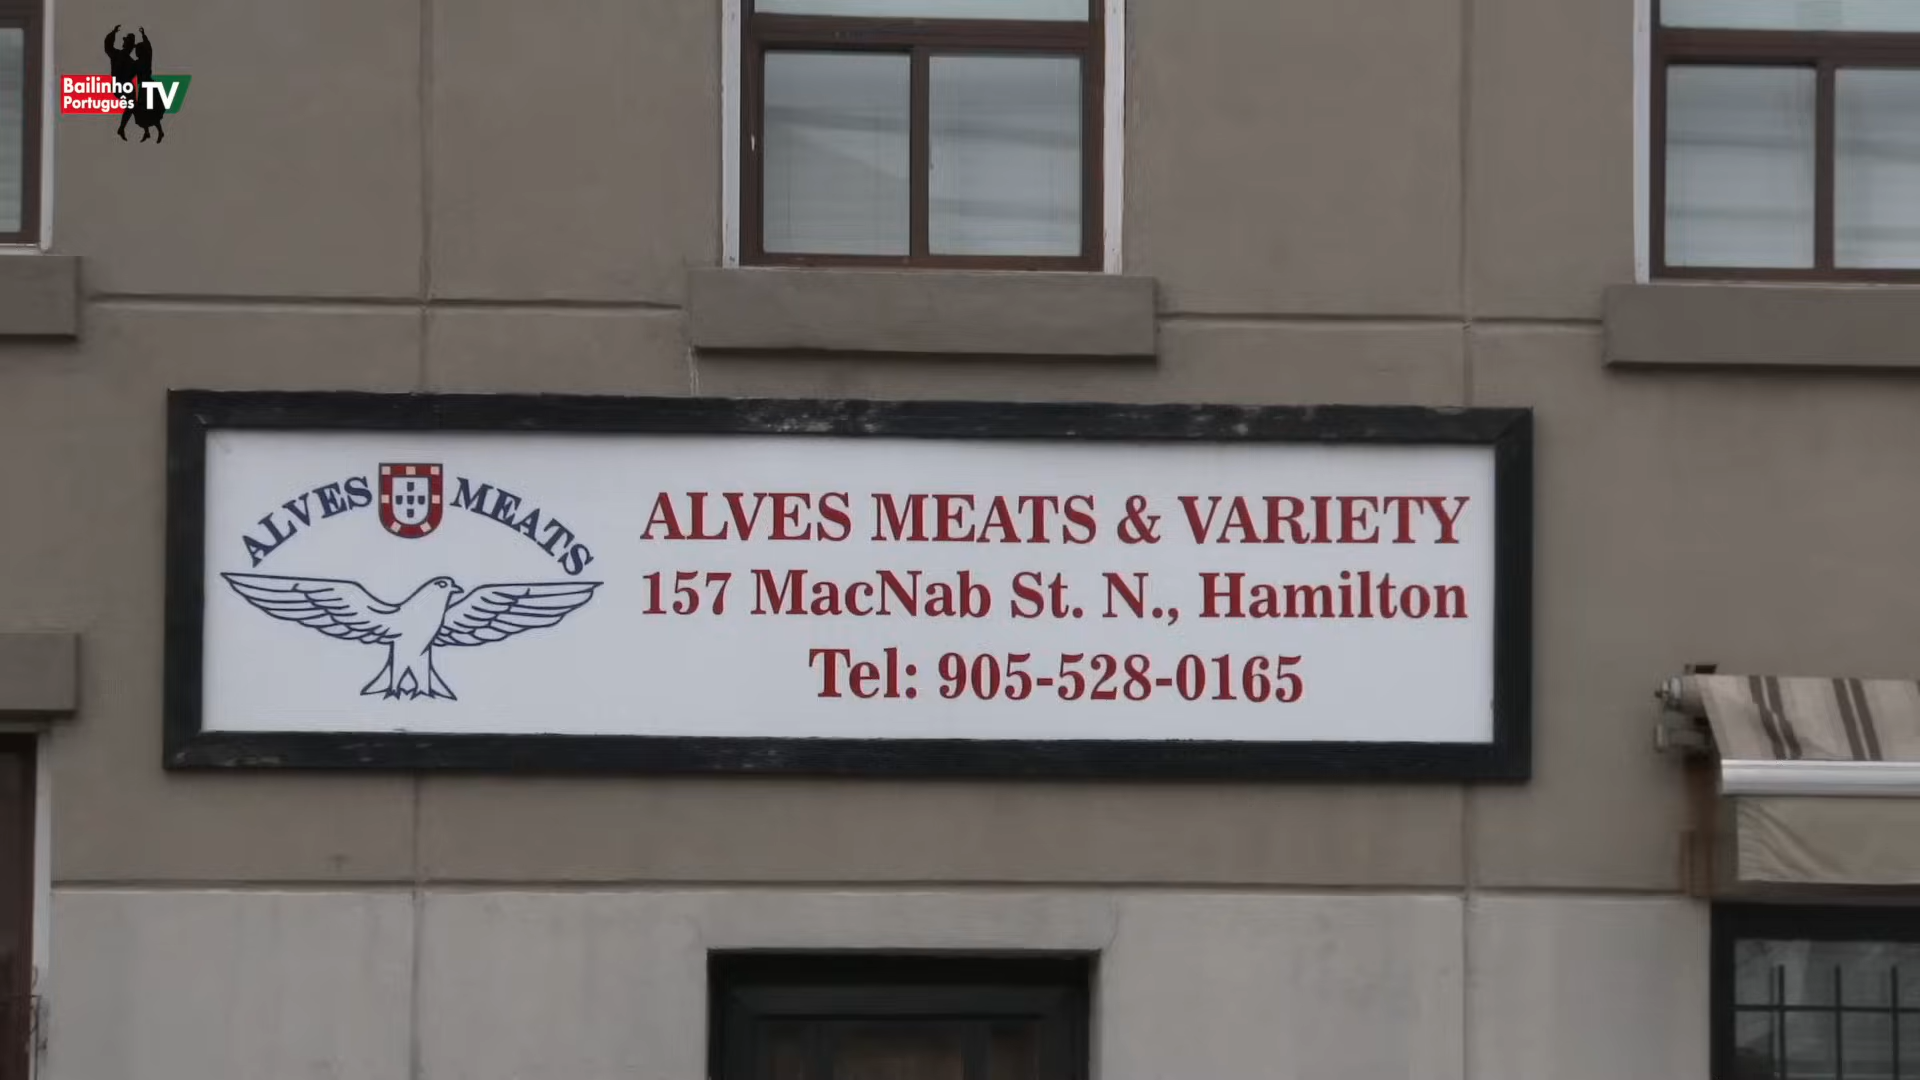 Bailinho
Português TV
ALVES MEATS
ALVES MEATS & VARIETY
157 MacNab St. N., Hamilton
Tel: 905-528-0165